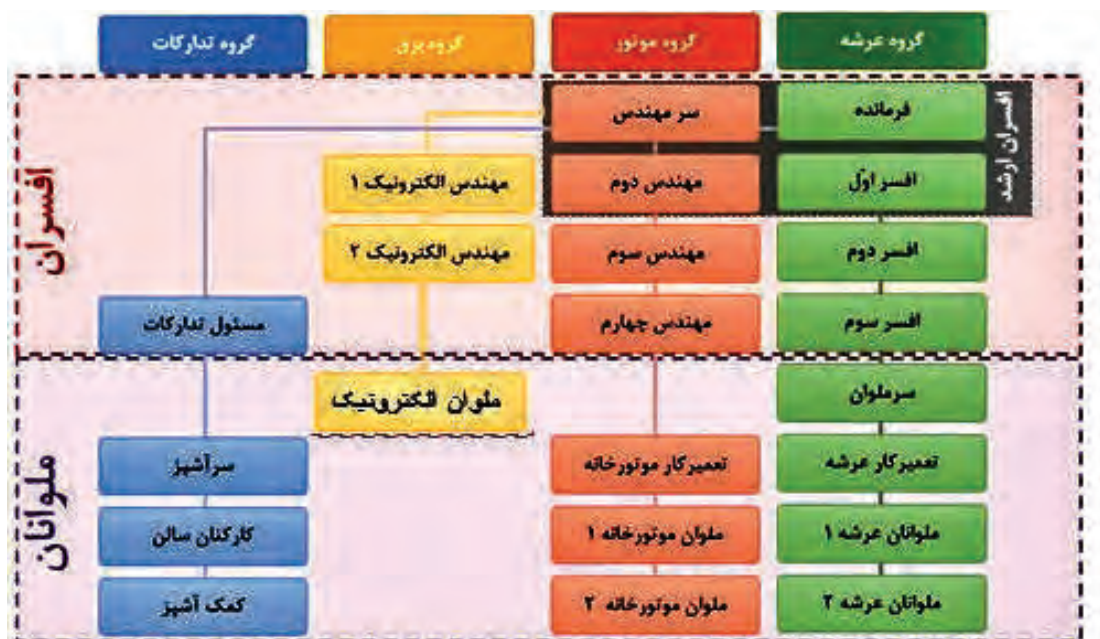 گروه عرشه
گروه موتور
گروه برق
گروه تدارکات
افسران
افسران ارشد
فرمانده
سر مهندس
افسر اوّل
مهندس دوم
مهندس الکترونیک ۱
افسر دوم
مهندس سوم
مهندس الکترونیک ۲
افسر سوم
مهندس چهارم
مسئول تدارکات
ملوانان
سرملوان
ملوان الکترونیک
تعمیرکار عرشه
تعمیرکار موتورخانه
سرآشپز
ملوانان عرشه ۱
ملوان موتورخانه ۱
کارکنان سالن
ملوانان عرشه ۲
ملوان موتورخانه ۲
کمک آشپز